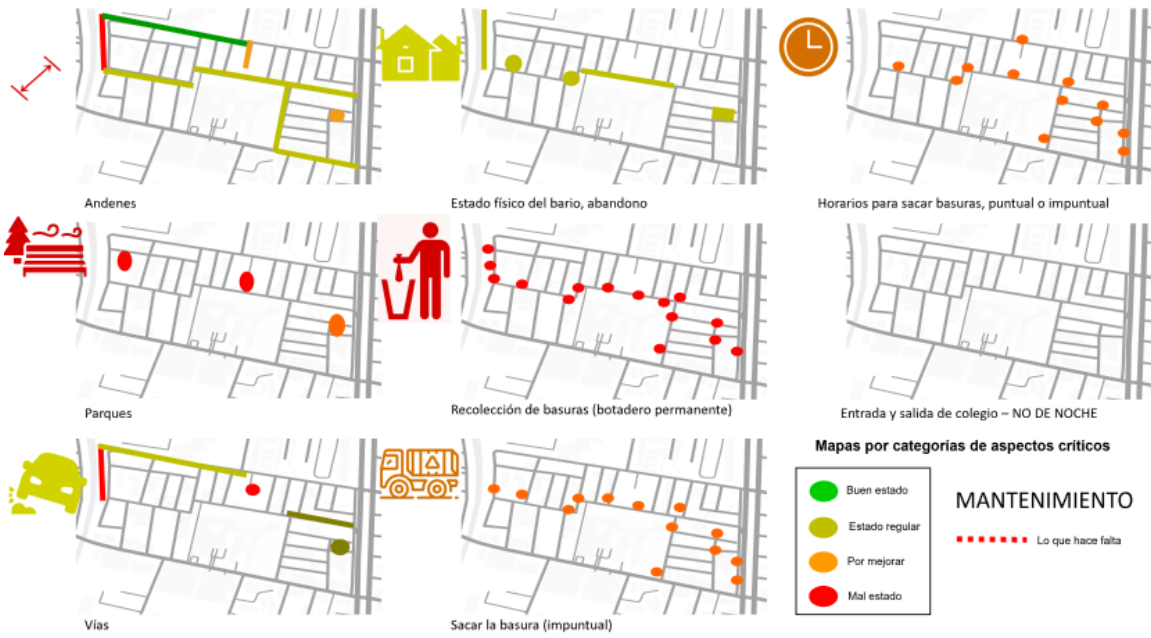 Andenes
Estado físico del bario, abandono
Horarios para sacar basuras, puntual o impuntual
Parques
Recolección de basuras (botadero permanente)
Entrada y salida de colegio – NO DE NOCHE
Vías
Sacar la basura (impuntual)
Mapas por categorías de aspectos críticos
Buen estado
Estado regular
Por mejorar
Mal estado
MANTENIMIENTO
Lo que hace falta